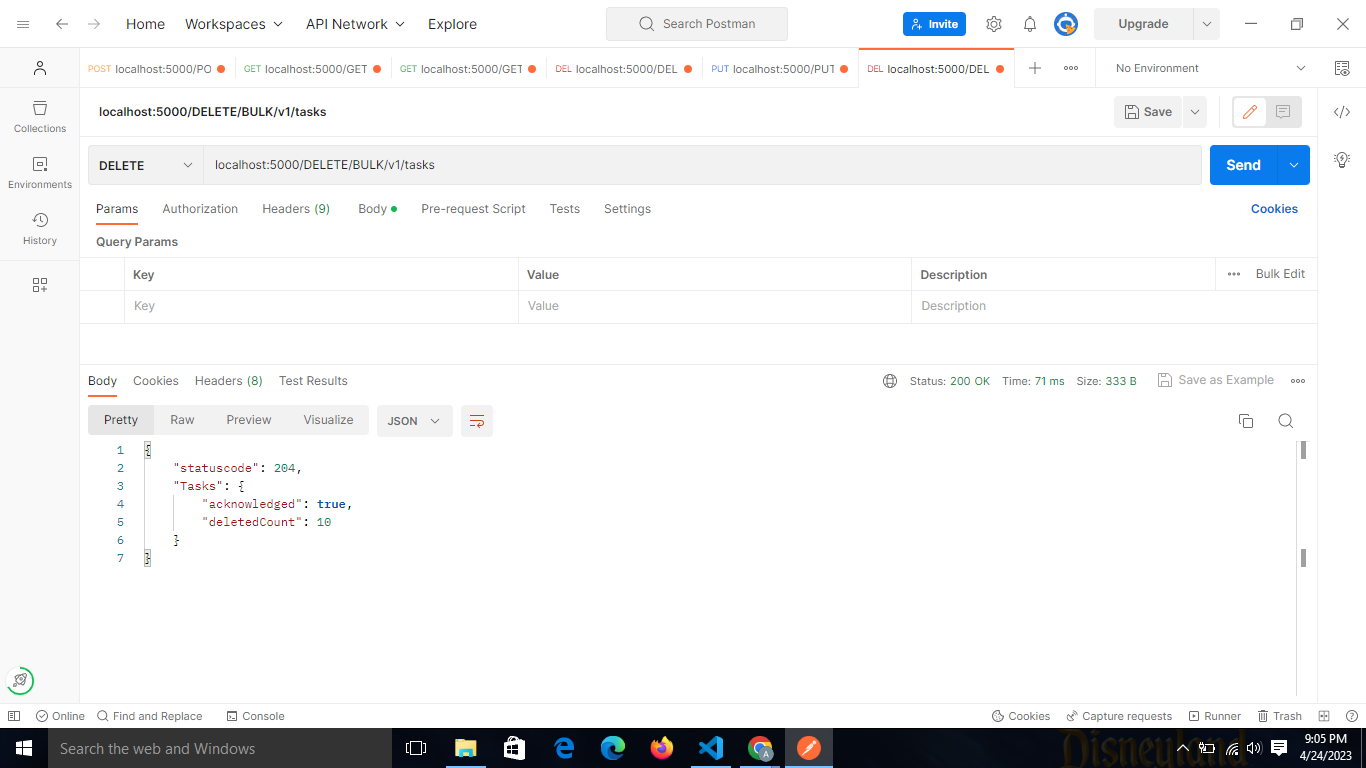 Home Workspaces API Network Explore Search Postman Invite Upgrade
POST localhost:5000/PO GET localhost:5000/GET GET localhost:5000/GET DEL localhost:5000/DEL PUT localhost:5000/PUT DEL localhost:5000/DEL No Environment
localhost:5000/DELETE/BULK/v1/tasks Save
Collections
DELETE localhost:5000/DELETE/BULK/v1/tasks Send
Environments
Params Authorization Headers (9) Body Pre-request Script Tests Settings Cookies
History
Query Params
Key Value Description Bulk Edit
Key Value Description
Body Cookies Headers (8) Test Results Status: 200 OK Time: 71 ms Size: 333 B Save as Example
Pretty Raw Preview Visualize JSON
1 {
2 "statuscode": 204,
3 "Tasks": {
4 "acknowledged": true,
5 "deletedCount": 10
6 }
7 }
Online Find and Replace Console Cookies Capture requests Runner Trash
Search the web and Windows
Disneyland
A
9:05 PM
4/24/2023